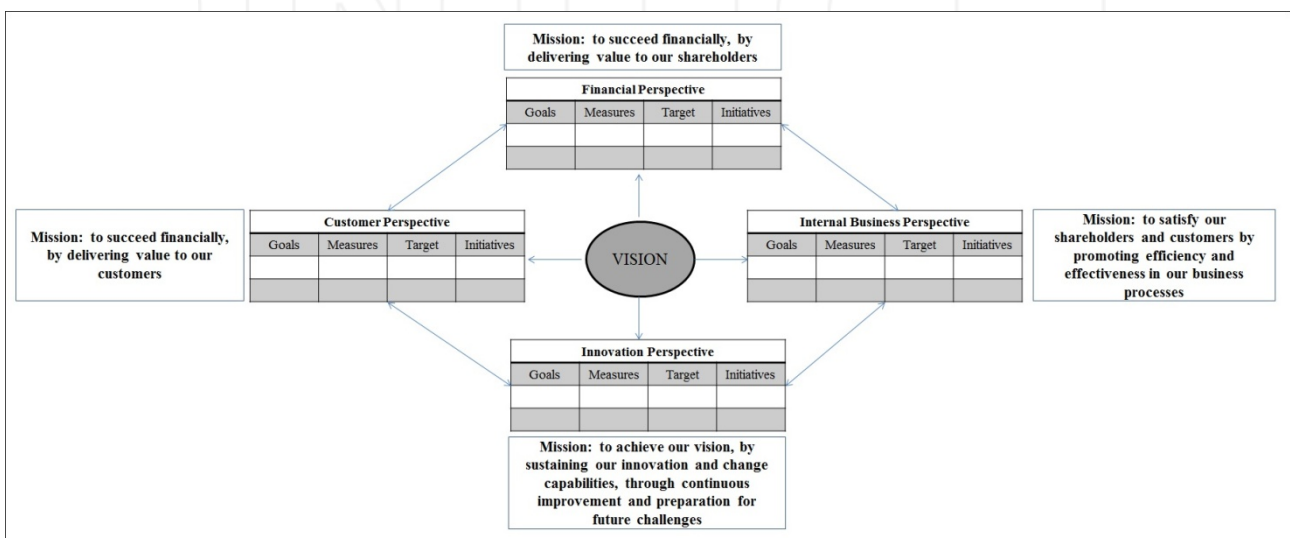 Mission: to succeed financially, by
delivering value to our shareholders
Financial Perspective
Goals Measures Target Initiatives
Mission: to succeed financially,
by delivering value to our
customers
Customer Perspective
Goals Measures Target Initiatives
VISION
Internal Business Perspective
Goals Measures Target Initiatives
Mission: to satisfy our
shareholders and customers by
promoting efficiency and
effectiveness in our business
processes
Innovation Perspective
Goals Measures Target Initiatives
Mission: to achieve our vision, by
sustaining our innovation and change
capabilities, through continuous
improvement and preparation for
future challenges